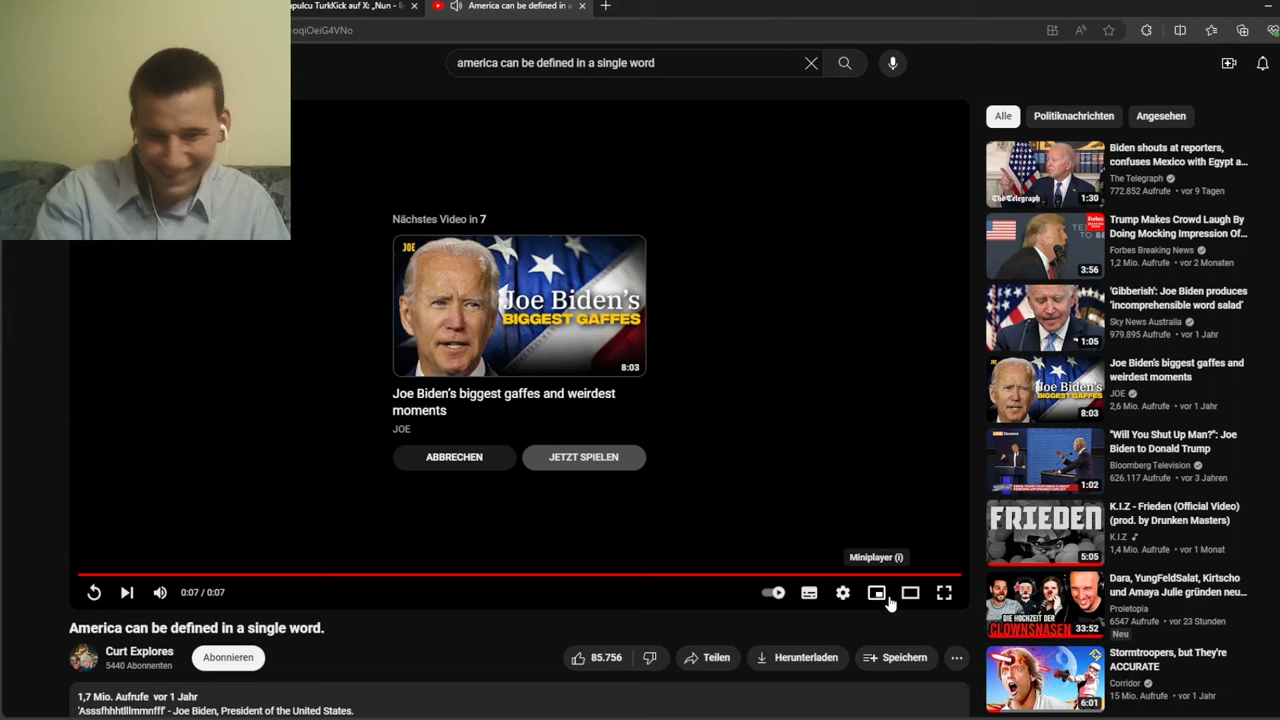 apulcu TurkKick auf X: „Nun -
America can be defined in a
oqiOeiG4VNo
america can be defined in a single word
Nächstes Video in 7
JOE
Joe Biden's
BIGGEST GAFFES
8:03
Joe Biden's biggest gaffes and weirdest
moments
JOE
ABBRECHEN
JETZT SPIELEN
Miniplayer (i)
0:07 / 0:07
America can be defined in a single word.
Curt Explores
5440 Abonnenten
Abonnieren
85.756
Teilen
Herunterladen
Speichern
1,7 Mio. Aufrufe vor 1 Jahr
'Asssfhhhtlllmmnfff' - Joe Biden, President of the United States.
Alle
Politiknachrichten
Angesehen
The Telegraph
1:30
Biden shouts at reporters,
confuses Mexico with Egypt a...
The Telegraph
772.852 Aufrufe • vor 9 Tagen
Forbes
3:56
Trump Makes Crowd Laugh By
Doing Mocking Impression Of...
Forbes Breaking News
1,2 Mio. Aufrufe • vor 2 Monaten
1:05
'Gibberish': Joe Biden produces
'incomprehensible word salad'
Sky News Australia
979.895 Aufrufe • vor 1 Jahr
Joe Biden's
BIGGEST GAFFES
8:03
Joe Biden's biggest gaffes and
weirdest moments
JOE
2,6 Mio. Aufrufe • vor 1 Jahr
1:02
"Will You Shut Up Man?": Joe
Biden to Donald Trump
Bloomberg Television
626.117 Aufrufe • vor 3 Jahren
FRIEDEN
5:05
K.I.Z - Frieden (Official Video)
(prod. by Drunken Masters)
K.I.Z
1,4 Mio. Aufrufe • vor 1 Monat
DIE HOCHZEIT DER
CLOWNSNASEN
33:52
Dara, YungFeldSalat, Kirtscho
und Amaya Julie gründen neu...
Proletopia
6547 Aufrufe • vor 23 Stunden
Neu
6:01
Stormtroopers, but They're
ACCURATE
Corridor
15 Mio. Aufrufe • vor 1 Jahr